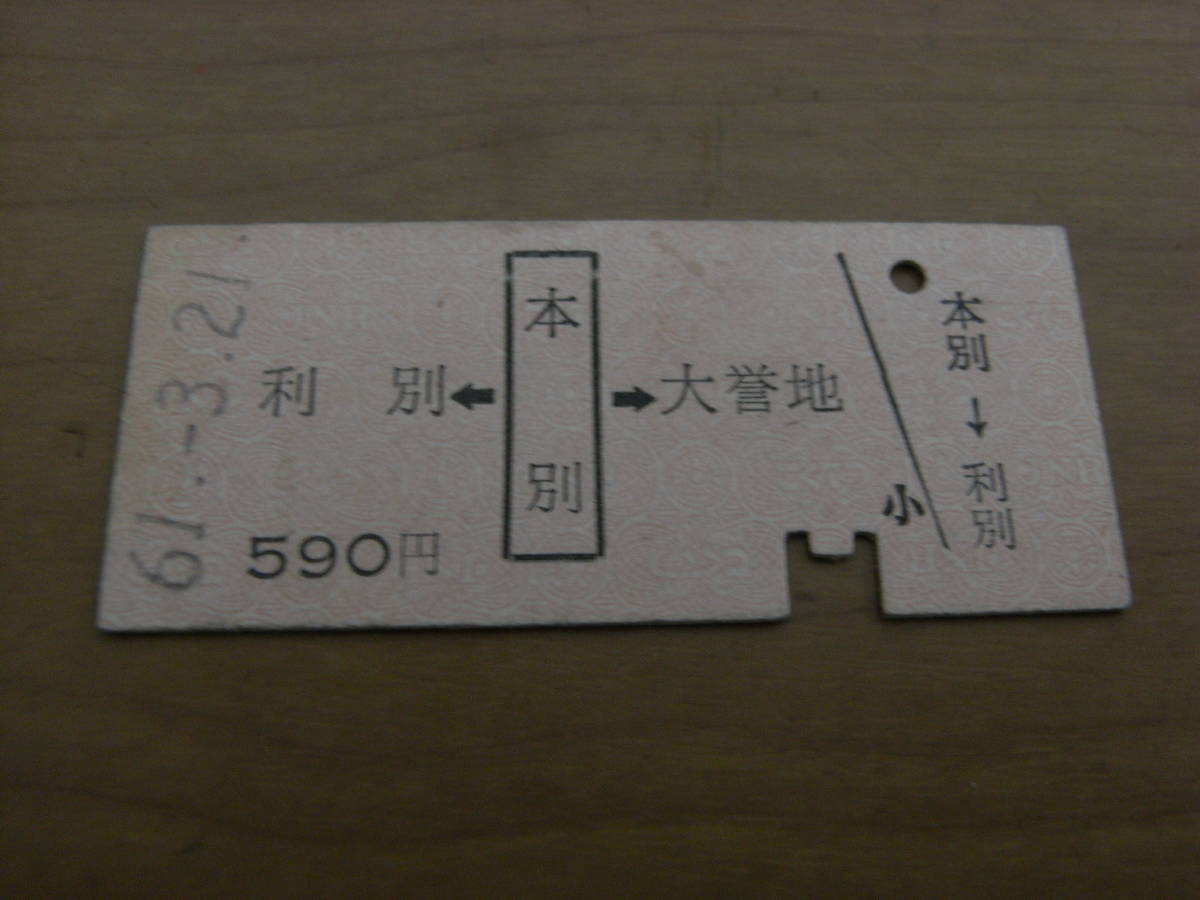 61.-3.21
利別←本別→大誉地
590円
小
本別→利別